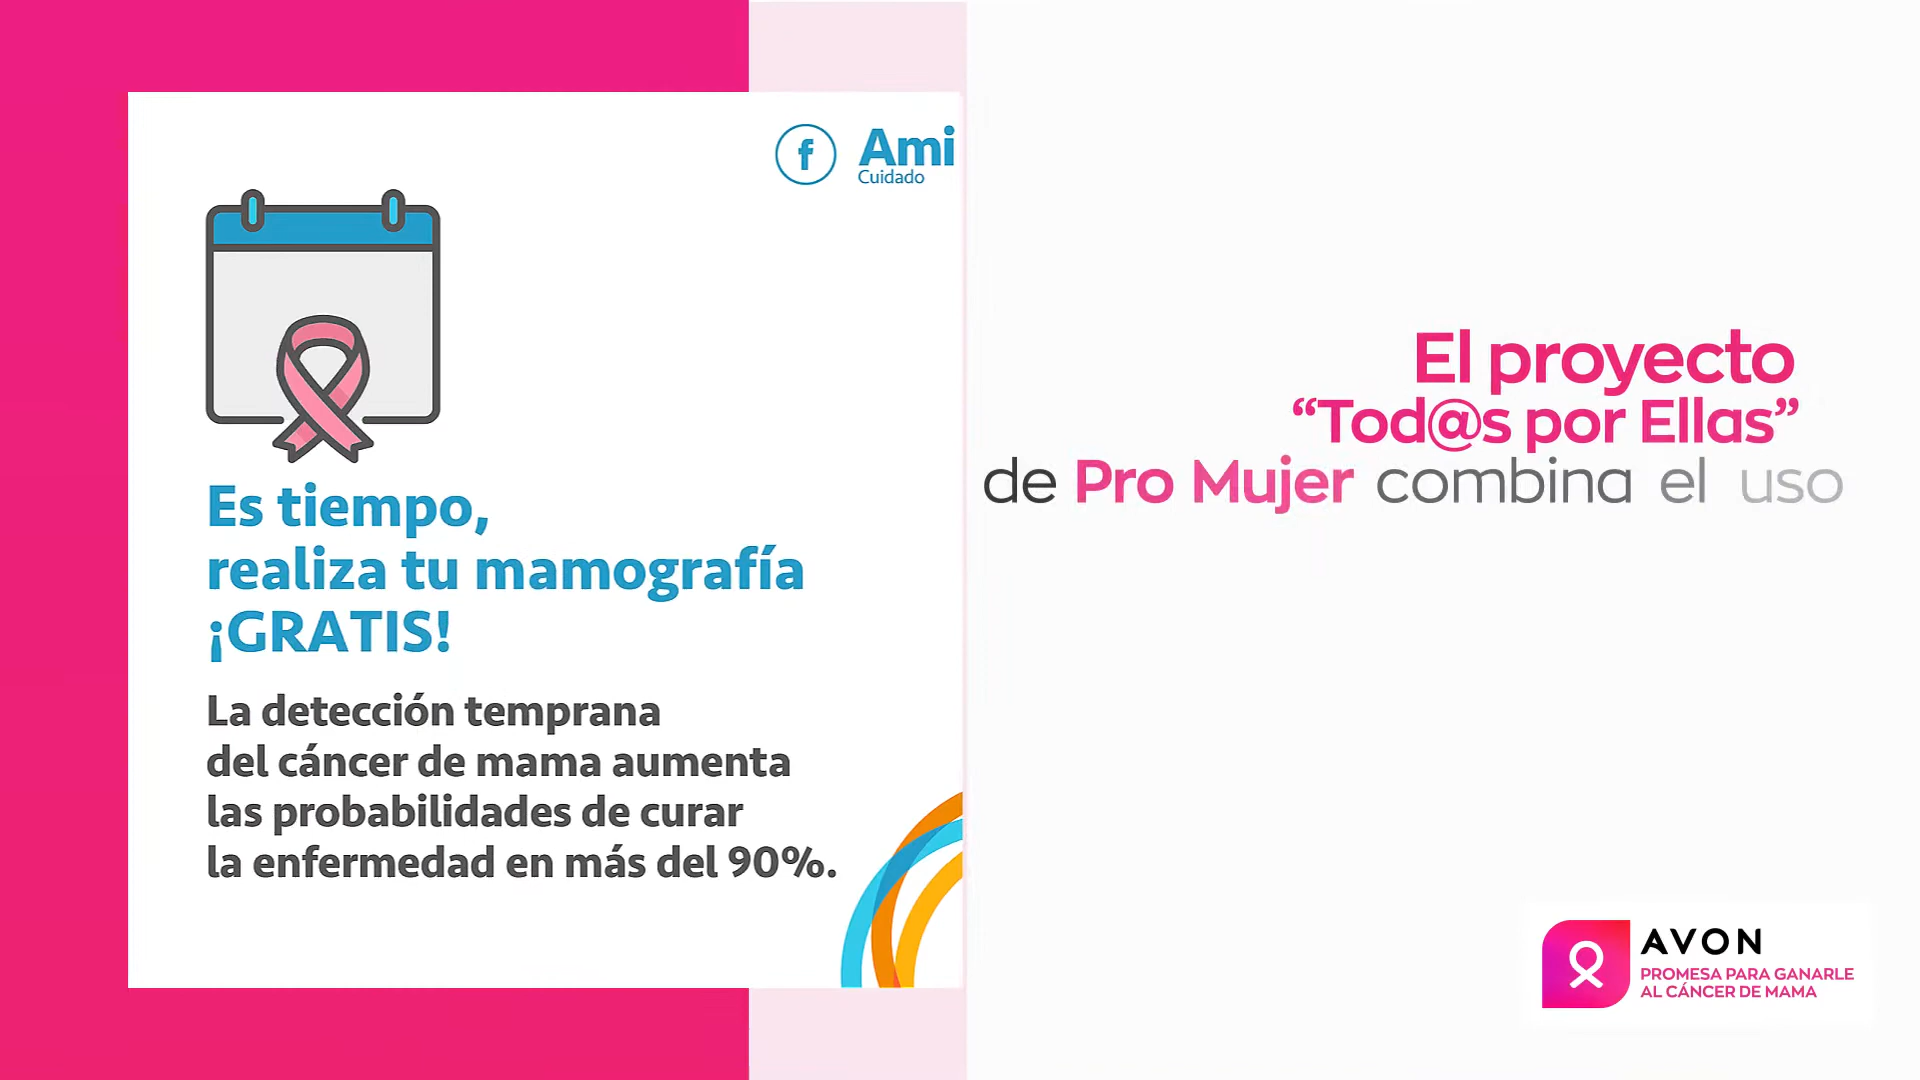 f Ami
Cuidado
Es tiempo,
realiza tu mamografía
¡GRATIS!
La detección temprana
del cáncer de mama aumenta
las probabilidades de curar
la enfermedad en más del 90%.
El proyecto
“Tod@s por Ellas”
de Pro Mujer combina el uso
AVON
PROMESA PARA GANARLE
AL CÁNCER DE MAMA